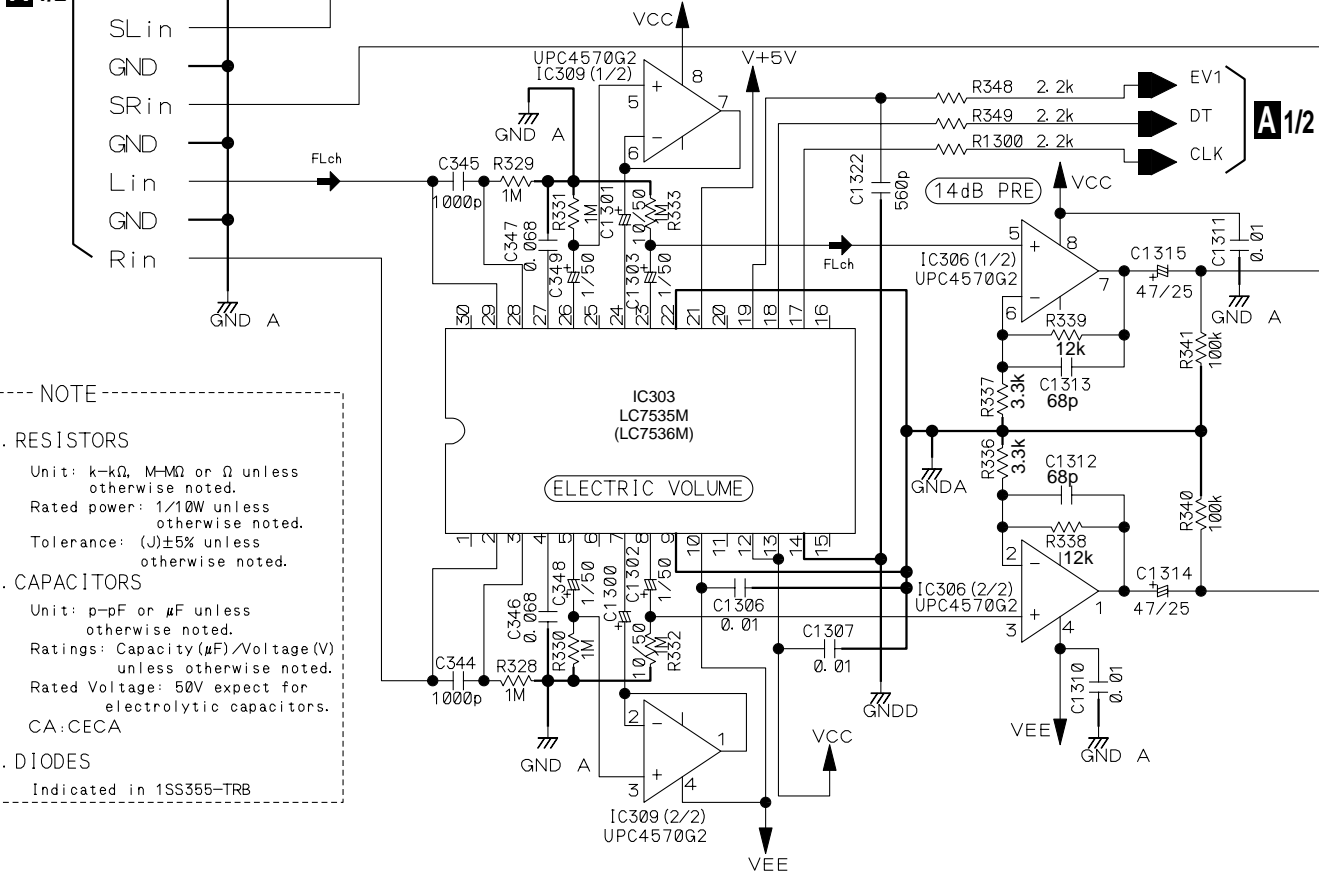 SLin
GND
SRin
GND
Lin
GND
Rin
GND A
FLch
C345
1000p
R329
1M
GND A
UPC4570G2
IC309 (1/2)
VCC
8
5
+
7
-
6
V+5V
R348 2.2k
R349 2.2k
R1300 2.2k
EV1
DT
CLK
A 1/2
C1322
560p
14dB PRE
VCC
C347
0.068
R331
1M
C349
1/50
C1301
10/50
R333
1M
C1303
1/50
FLch
IC306 (1/2)
UPC4570G2
5
+
8
7
-
6
C1315
+
47/25
C1311
0.01
GND A
R339
12k
C1313
68p
R341
100k
R337
3.3k
30 29 28 27 26 25 24 23 22 21 20 19 18 17 16
IC303
LC7535M
(LC7536M)
ELECTRIC VOLUME
1 2 3 4 5 6 7 8 9 10 11 12 13 14 15
GNDA
R336
3.3k
C1312
68p
R338
12k
R340
100k
IC306 (2/2)
UPC4570G2
2
-
1
+
3
4
C1314
+
47/25
C1310
0.01
VEE
GND A
C346
0.068
C348
1/50
R330
1M
C1300
10/50
C1302
1/50
R332
1M
C344
1000p
R328
1M
GND A
C1306
0.01
C1307
0.01
GNDD
VCC
2
-
1
+
3
4
IC309 (2/2)
UPC4570G2
VEE
NOTE
. RESISTORS
Unit: k-kΩ, M-MΩ or Ω unless
otherwise noted.
Rated power: 1/10W unless
otherwise noted.
Tolerance: (J)±5% unless
otherwise noted.
. CAPACITORS
Unit: p-pF or μF unless
otherwise noted.
Ratings: Capacity(μF)/Voltage(V)
unless otherwise noted.
Rated Voltage: 50V expect for
electrolytic capacitors.
CA:CECA
. DIODES
Indicated in 1SS355-TRB